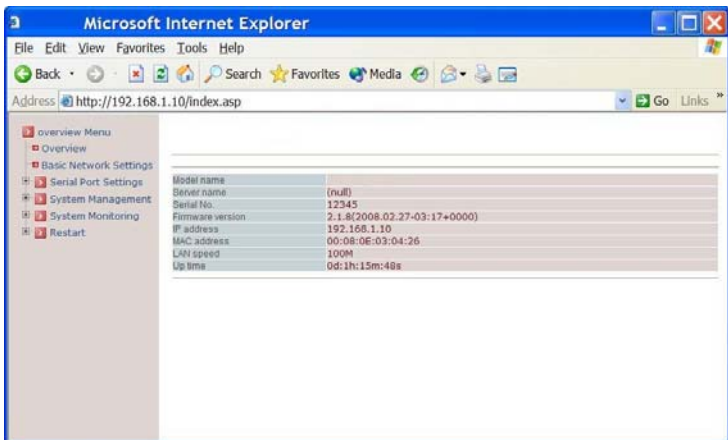 Microsoft Internet Explorer
File Edit View Favorites Tools Help
Back Search Favorites Media
Address http://192.168.1.10/index.asp Go Links »
overview Menu
Overview
Basic Network Settings
Serial Port Settings
System Management
System Monitoring
Restart
Model name
Server name (null)
Serial No. 12345
Firmware version 2.1.8(2008.02.27-03:17+0000)
IP address 192.168.1.10
MAC address 00:08:0E:03:04:26
LAN speed 100M
Up time 0d:1h:15m:48s